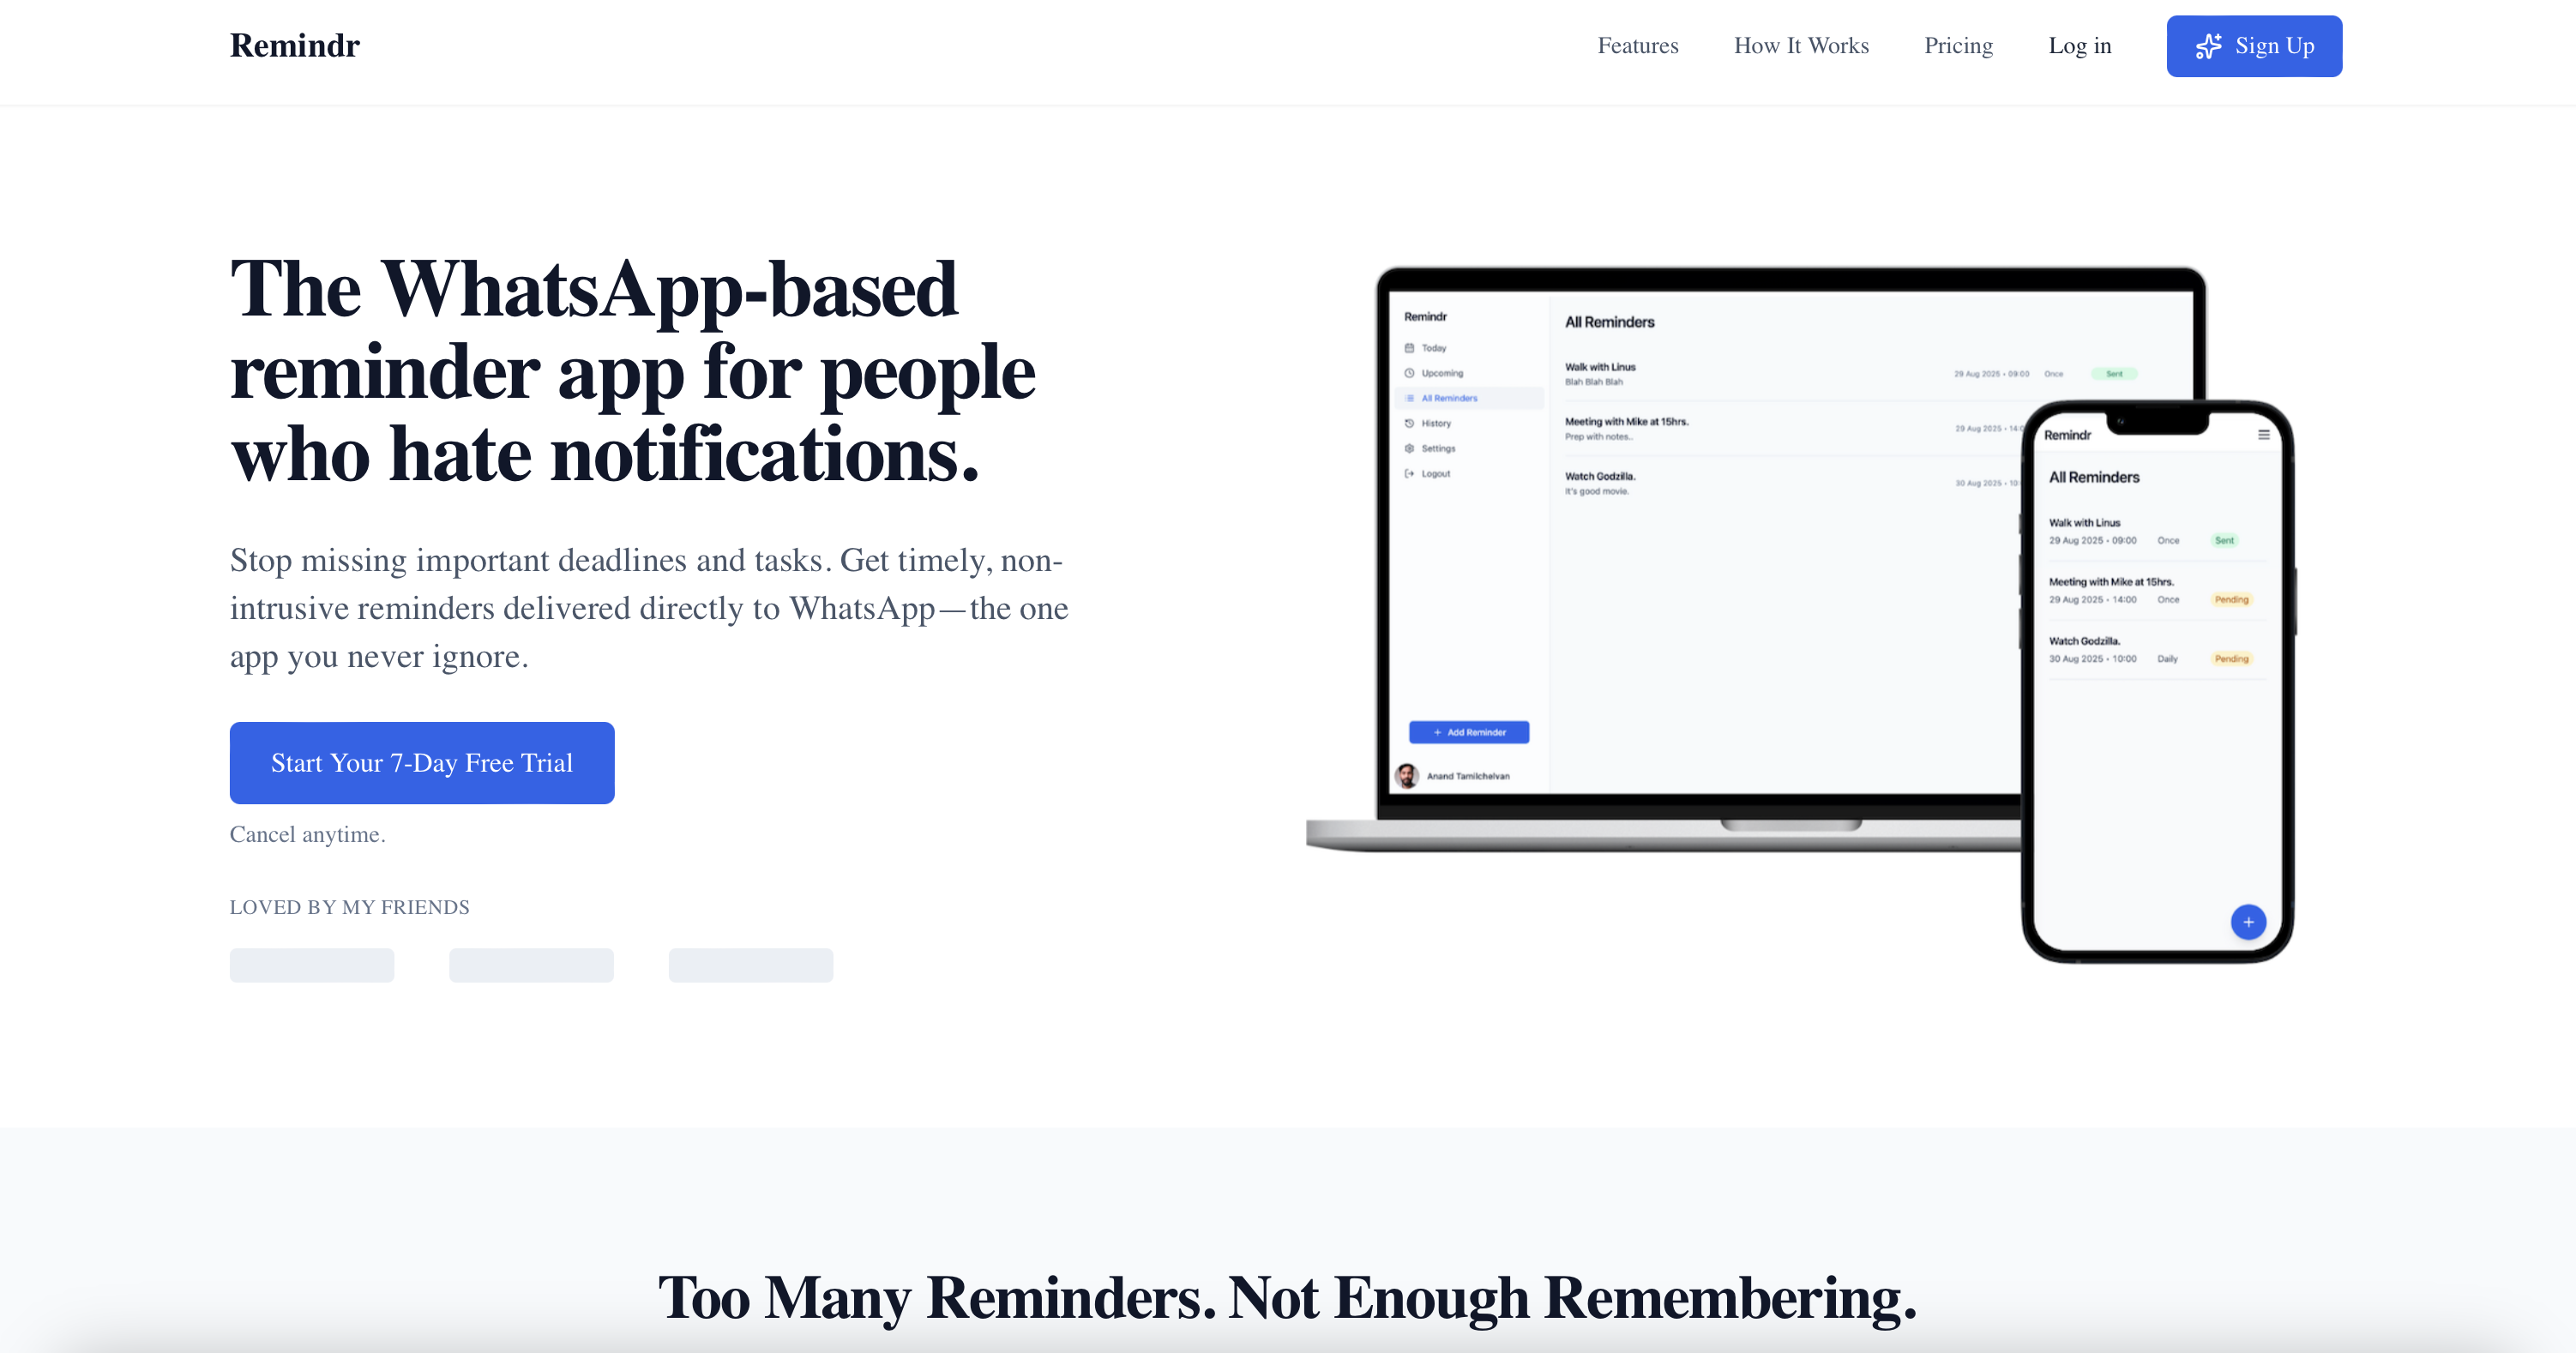 Remindr
Features
How It Works
Pricing
Log in
Sign Up
The WhatsApp-based
reminder app for people
who hate notifications.
Stop missing important deadlines and tasks. Get timely, non-
intrusive reminders delivered directly to WhatsApp—the one
app you never ignore.
Start Your 7-Day Free Trial
Cancel anytime.
LOVED BY MY FRIENDS
Remindr
Today
Upcoming
All Reminders
History
Settings
Logout
Add Reminder
Anand Tamilchelvan
All Reminders
Walk with Linus
Blah Blah Blah
29 Aug 2025 • 09:00 Once Sent
Meeting with Mike at 15hrs.
Prep with notes..
29 Aug 2025 • 14:0
Watch Godzilla.
It's good movie.
30 Aug 2025 • 10:
Remindr
All Reminders
Walk with Linus
29 Aug 2025 • 09:00 Once Sent
Meeting with Mike at 15hrs.
29 Aug 2025 • 14:00 Once Pending
Watch Godzilla.
30 Aug 2025 • 10:00 Daily Pending
Too Many Reminders. Not Enough Remembering.